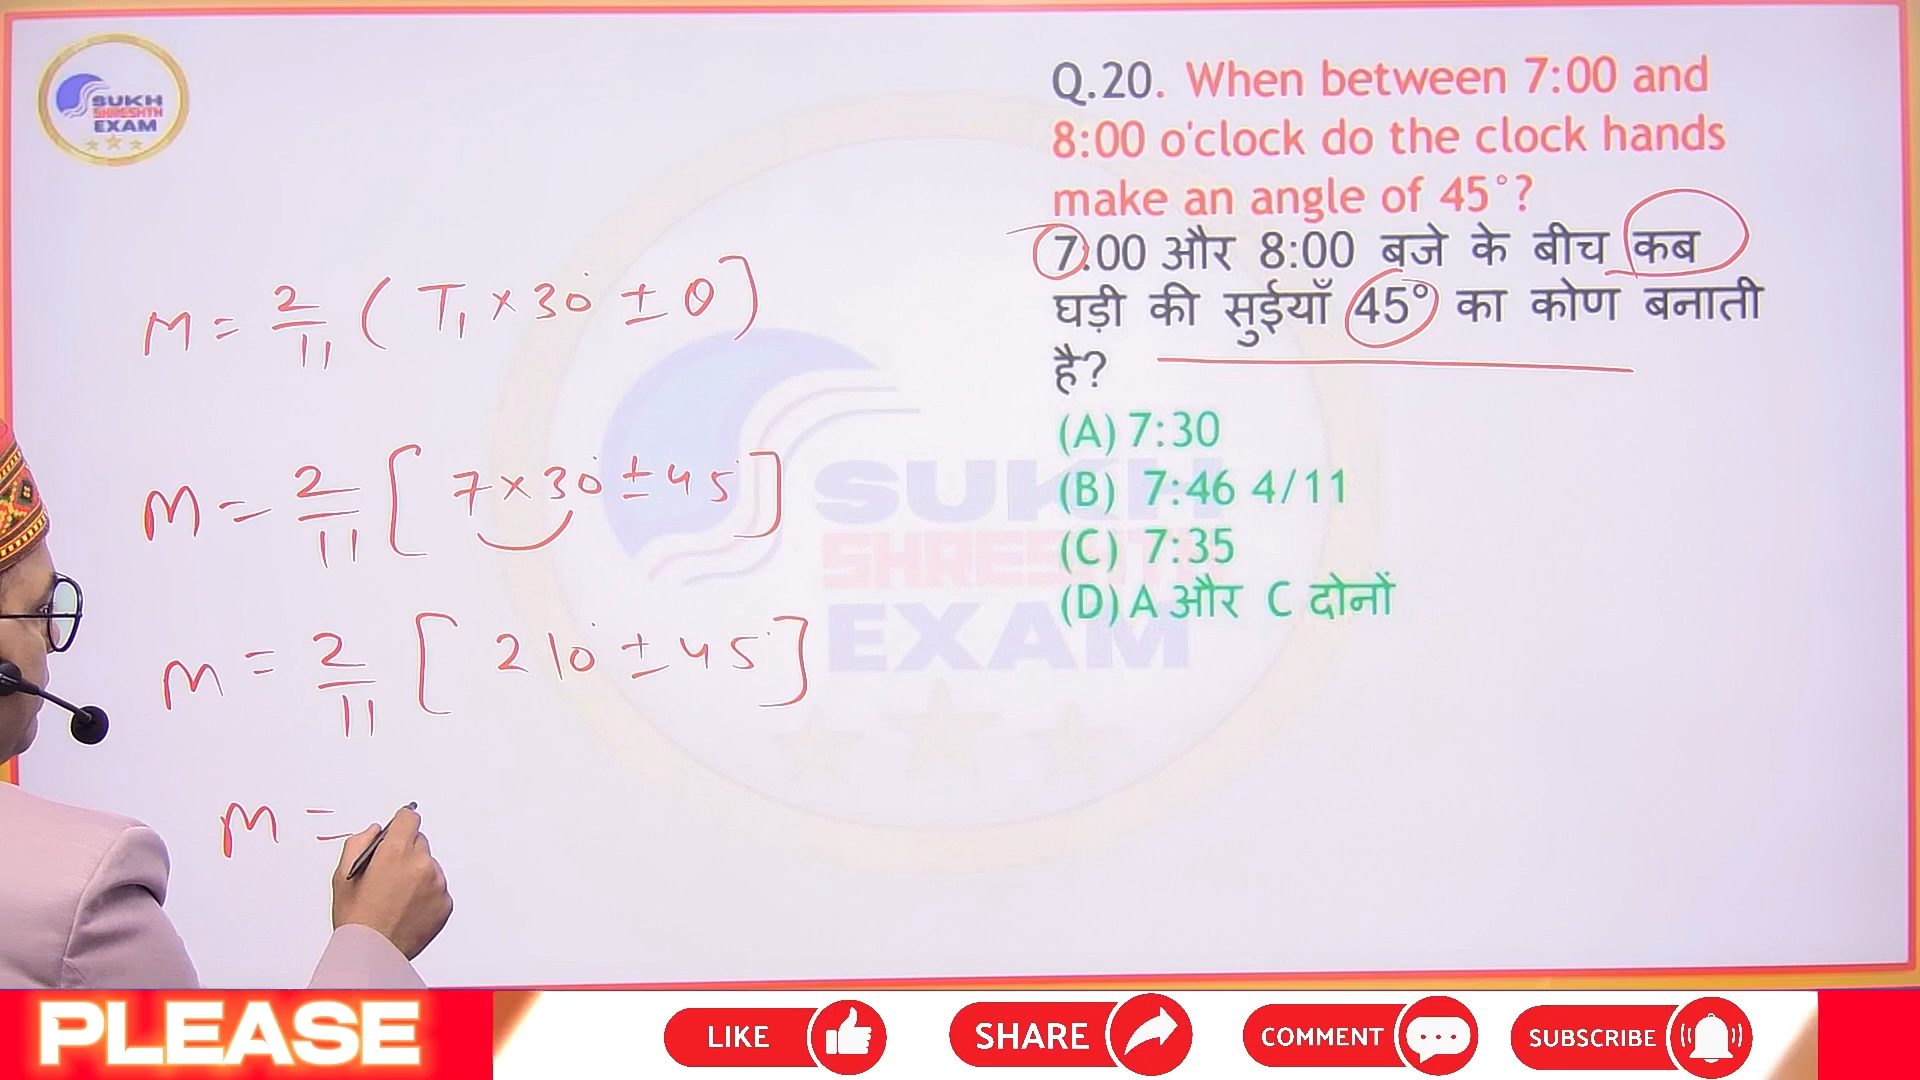 SUKH
SHRESHTH
EXAM
Q.20. When between 7:00 and
8:00 o'clock do the clock hands
make an angle of 45°?
7:00 और 8:00 बजे के बीच कब
घड़ी की सुईयाँ 45° का कोण बनाती
है?
(A) 7:30
(B) 7:46 4/11
(C) 7:35
(D) A और C दोनों
M = 2/11 ( T₁ × 30° ± θ )
M = 2/11 [ 7 × 30° ± 45° ]
M = 2/11 [ 210° ± 45° ]
M =
SUKH
SHRESHT
EXAM
PLEASE
LIKE
SHARE
COMMENT
SUBSCRIBE